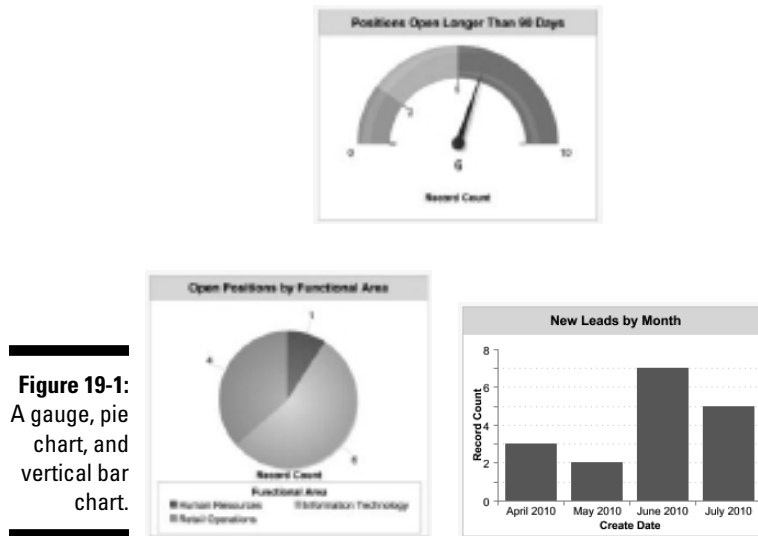 Positions Open Longer Than 90 Days
0
10
6
Record Count
Open Positions by Functional Area
1
4
6
Record Count
Functional Area
Human Resources
Information Technology
Retail Operations
New Leads by Month
8
6
4
2
0
Record Count
April 2010
May 2010
June 2010
July 2010
Create Date
Figure 19-1:
A gauge, pie
chart, and
vertical bar
chart.